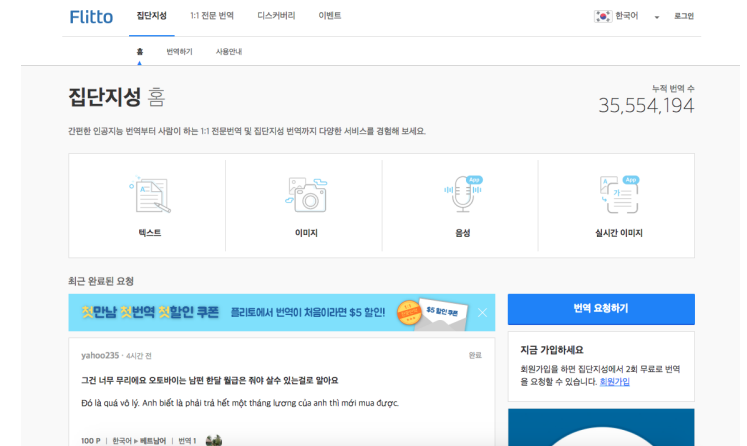 Flitto 집단지성 1:1 전문 번역 디스커버리 이벤트 한국어 로그인
홈 번역하기 사용안내
집단지성 홈
누적 번역 수
35,554,194
간편한 인공지능 번역부터 사람이 하는 1:1 전문번역 및 집단지성 번역까지 다양한 서비스를 경험해 보세요.
A
App
A
App
가
텍스트 이미지 음성 실시간 이미지
최근 완료된 요청
첫만남 첫번역 첫할인 쿠폰 플리토에서 번역이 처음이라면 $5 할인! $5 할인 쿠폰
번역 요청하기
yahoo235 · 4시간 전 완료
그건 너무 무리에요 오토바이는 남편 한달 월급은 줘야 살수 있는걸로 알아요
Đó là quá vô lý. Anh biết là phải trả hết một tháng lương của anh thì mới mua được.
100 P | 한국어 ▸ 베트남어 | 번역 1
지금 가입하세요
회원가입을 하면 집단지성에서 2회 무료로 번역
을 요청할 수 있습니다. 회원가입